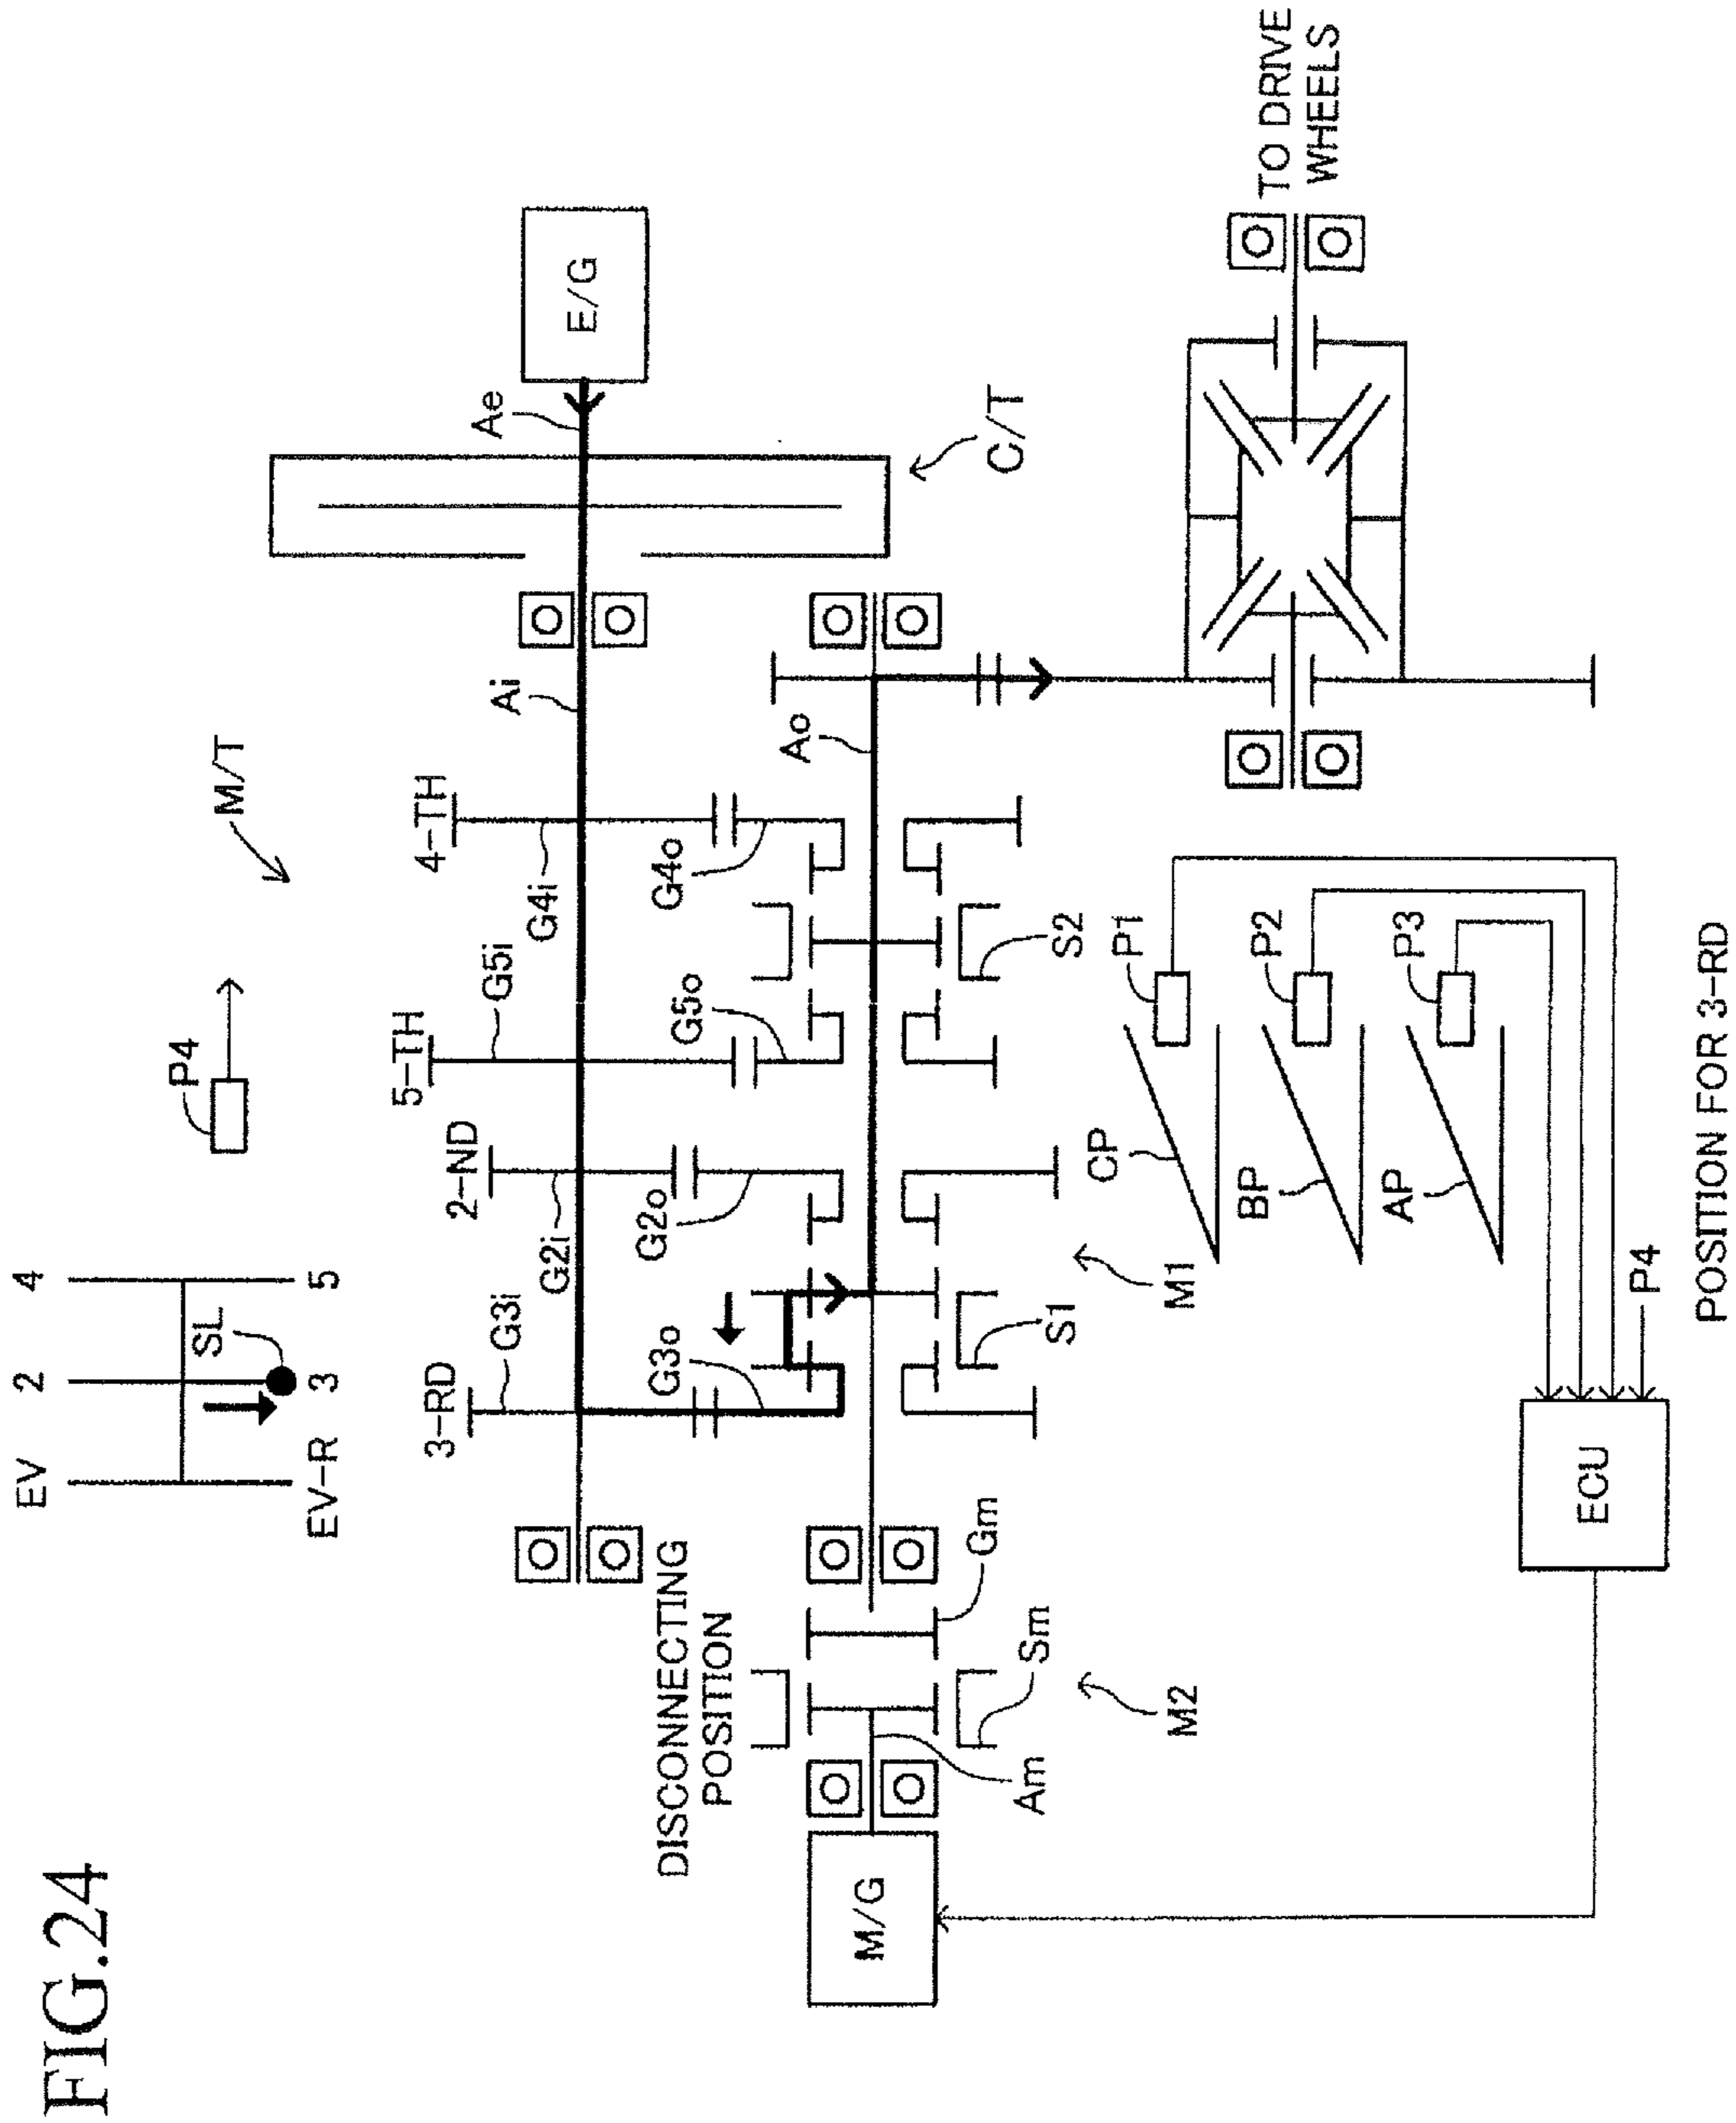 FIG.24
EV
2
4
EV-R
3
5
SL
P4
M/T
3-RD
2-ND
5-TH
4-TH
G3i
G2i
G5i
G4i
Ai
Ae
E/G
G3o
G2o
G5o
G4o
Ao
C/T
DISCONNECTING
POSITION
M/G
Am
Sm
Gm
M2
S1
M1
S2
TO DRIVE
WHEELS
CP
P1
BP
P2
AP
P3
P4
ECU
POSITION FOR 3-RD